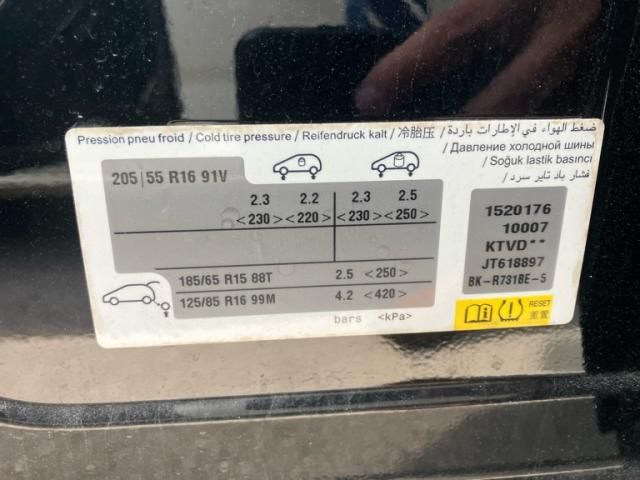 Pression pneu froid / Cold tire pressure / Reifendruck kalt / 冷胎压 / ضغط الهواء في الإطارات باردة
/ Давление холодной шины
/ Soğuk lastik basıncı
/ فشار باد تایر سرد
205/55 R16 91V
2.3 2.2 2.3 2.5
<230> <220> <230> <250>
185/65 R15 88T 2.5 <250>
125/85 R16 99M 4.2 <420>
bars <kPa>
1520176
10007
KTVD**
JT618897
BK-R731BE-5
RESET
重置